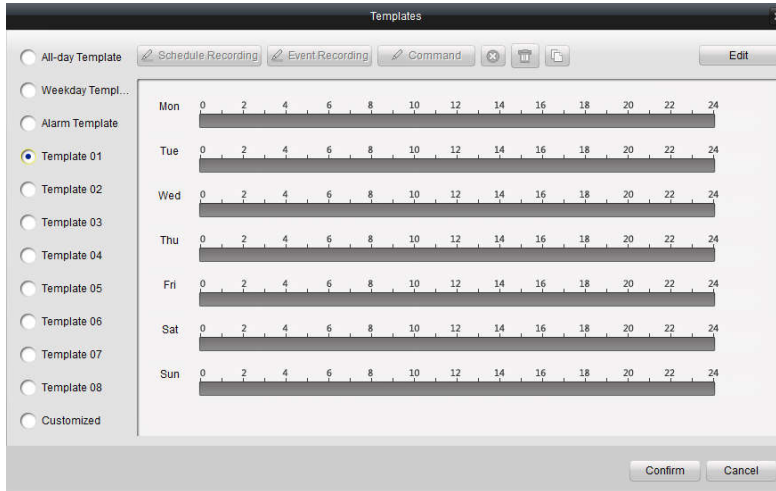 Templates
All-day Template
Schedule Recording Event Recording Command Edit
Weekday Templ...
Alarm Template
Template 01
Template 02
Template 03
Template 04
Template 05
Template 06
Template 07
Template 08
Customized
Mon 0 2 4 6 8 10 12 14 16 18 20 22 24
Tue 0 2 4 6 8 10 12 14 16 18 20 22 24
Wed 0 2 4 6 8 10 12 14 16 18 20 22 24
Thu 0 2 4 6 8 10 12 14 16 18 20 22 24
Fri 0 2 4 6 8 10 12 14 16 18 20 22 24
Sat 0 2 4 6 8 10 12 14 16 18 20 22 24
Sun 0 2 4 6 8 10 12 14 16 18 20 22 24
Confirm Cancel